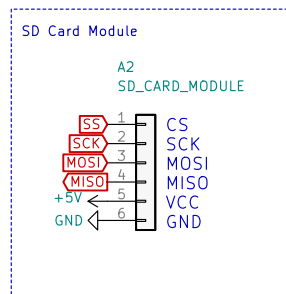 SD Card Module
A2
SD_CARD_MODULE
SS 1 CS
SCK 2 SCK
MOSI 3 MOSI
MISO 4 MISO
+5V 5 VCC
GND 6 GND